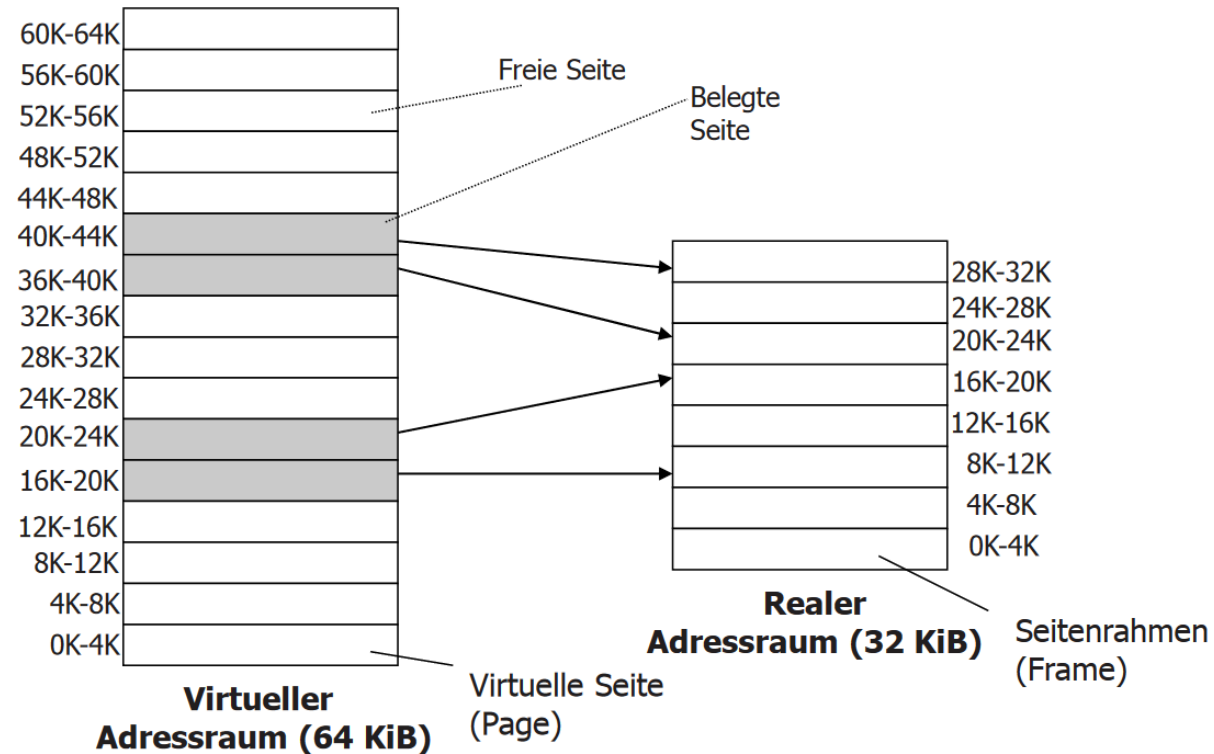 60K-64K
56K-60K
52K-56K
48K-52K
44K-48K
40K-44K
36K-40K
32K-36K
28K-32K
24K-28K
20K-24K
16K-20K
12K-16K
8K-12K
4K-8K
0K-4K
Virtueller
Adressraum (64 KiB)
Freie Seite
Belegte
Seite
Virtuelle Seite
(Page)
28K-32K
24K-28K
20K-24K
16K-20K
12K-16K
8K-12K
4K-8K
0K-4K
Realer
Adressraum (32 KiB)
Seitenrahmen
(Frame)